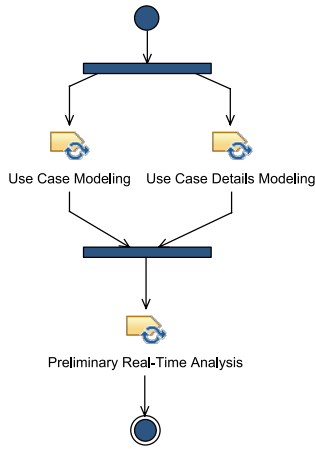 Use Case Modeling
Use Case Details Modeling
Preliminary Real-Time Analysis